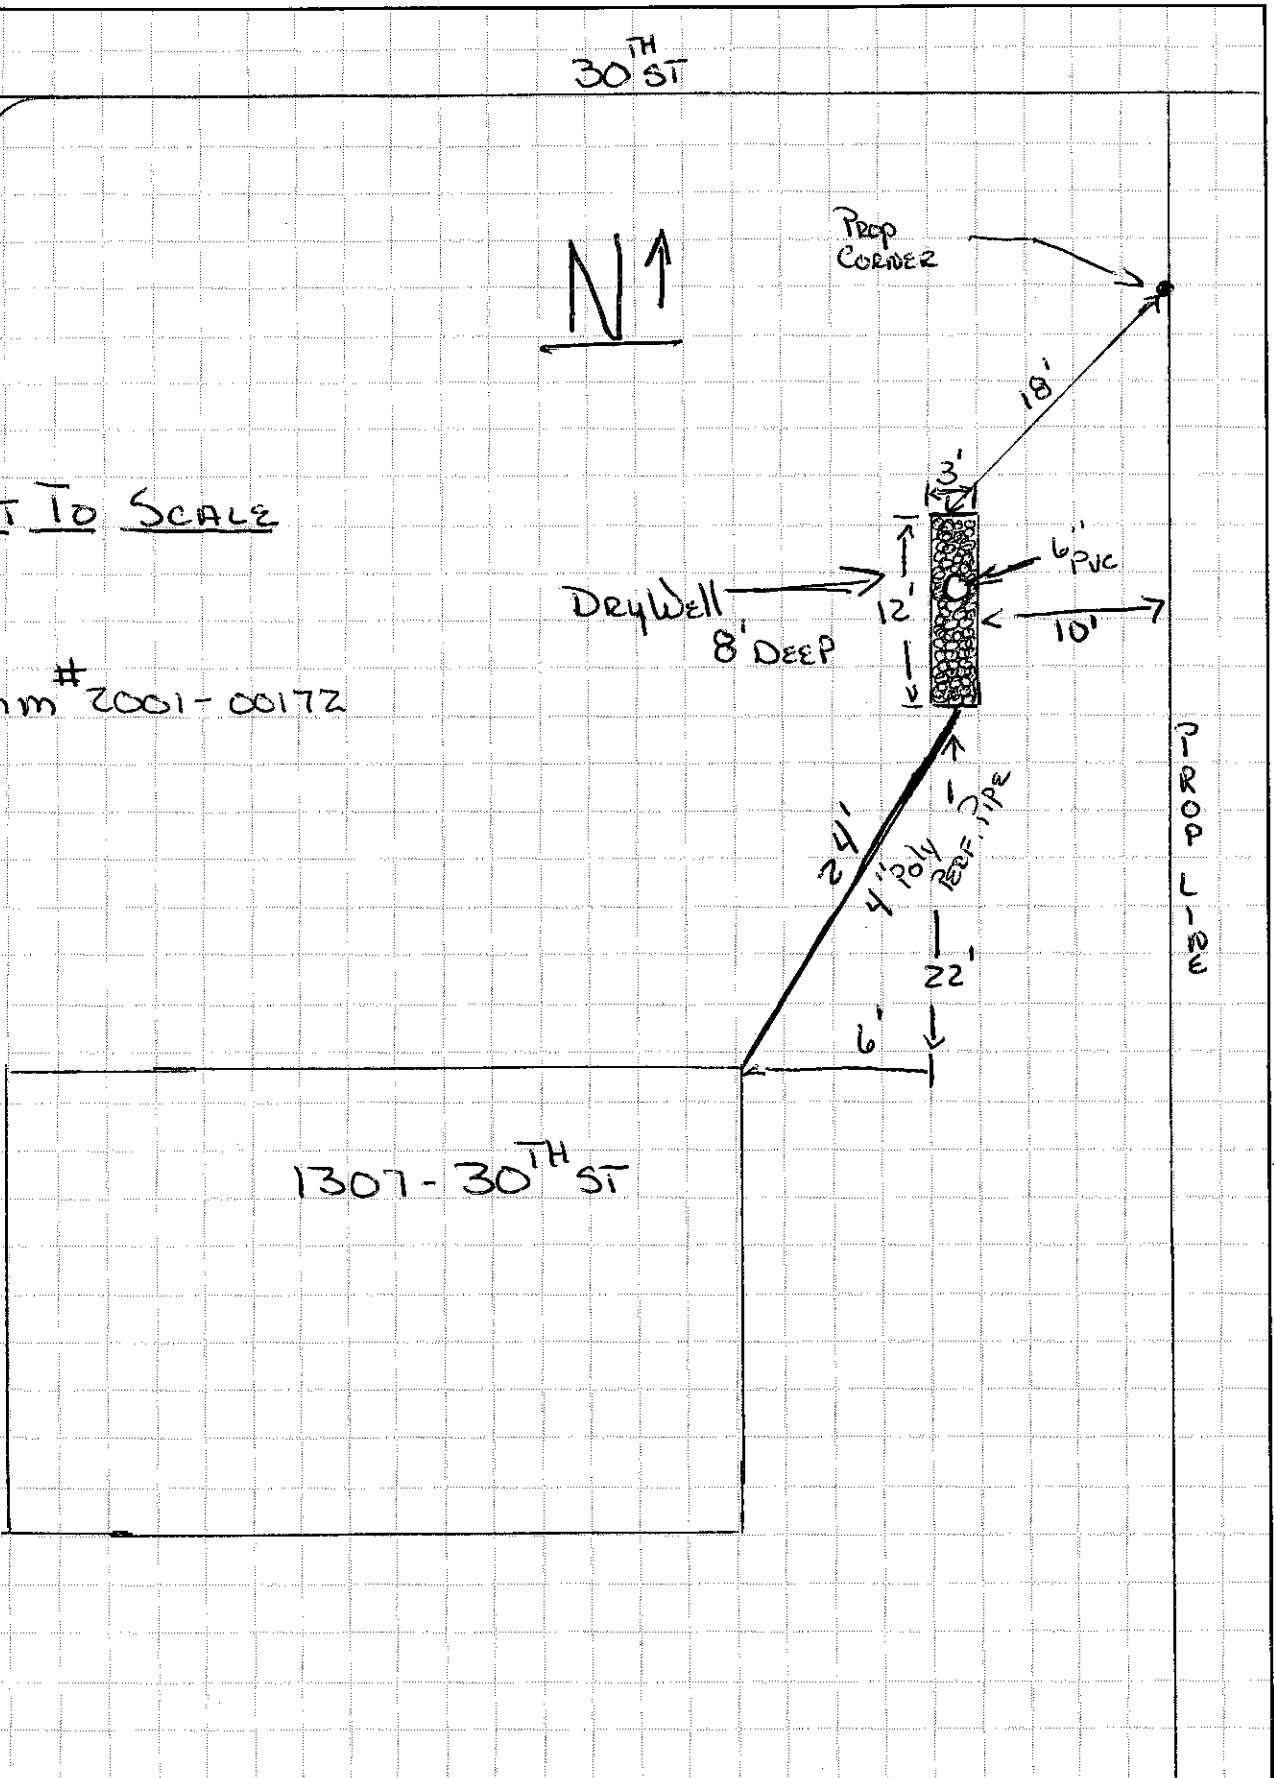 30TH ST
N
PROP
CORNER
18'
3'
T TO SCALE
6" PVC
DRYWELL
8' DEEP
12'
10'
m # 2001-00172
PROP LINE
24'
4" POLY
PERF. PIPE
22'
6'
1307-30TH ST